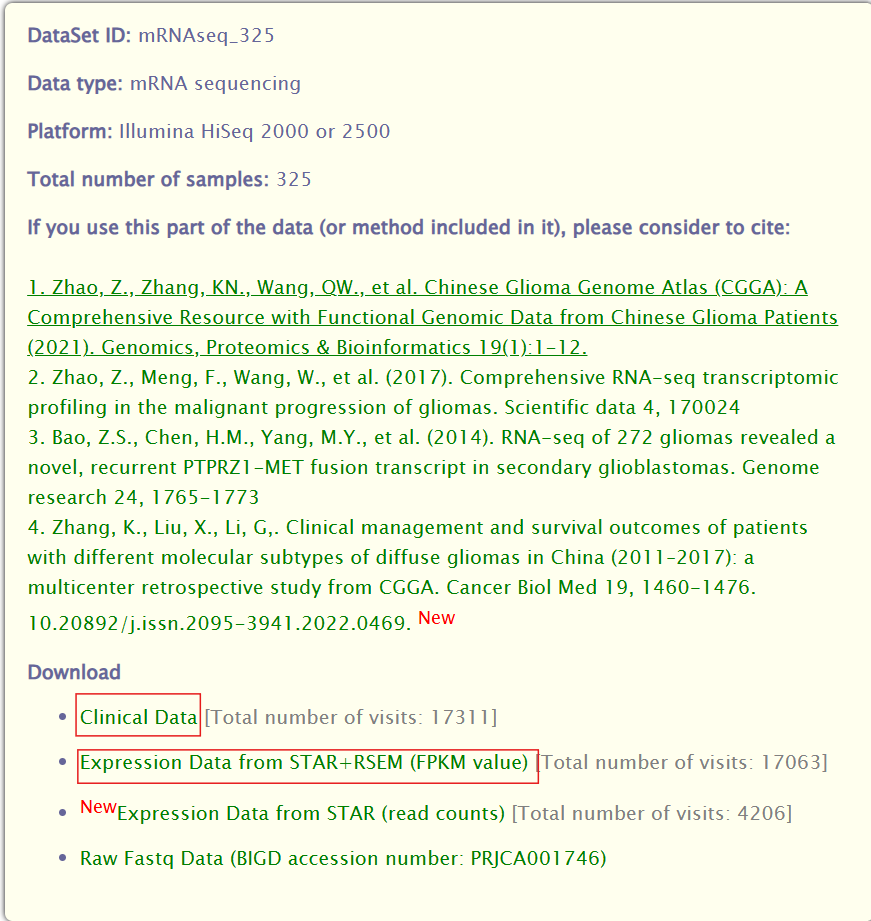 DataSet ID: mRNAseq_325
Data type: mRNA sequencing
Platform: Illumina HiSeq 2000 or 2500
Total number of samples: 325
If you use this part of the data (or method included in it), please consider to cite:
1. Zhao, Z., Zhang, KN., Wang, QW., et al. Chinese Glioma Genome Atlas (CGGA): A
Comprehensive Resource with Functional Genomic Data from Chinese Glioma Patients
(2021). Genomics, Proteomics & Bioinformatics 19(1):1-12.
2. Zhao, Z., Meng, F., Wang, W., et al. (2017). Comprehensive RNA-seq transcriptomic
profiling in the malignant progression of gliomas. Scientific data 4, 170024
3. Bao, Z.S., Chen, H.M., Yang, M.Y., et al. (2014). RNA-seq of 272 gliomas revealed a
novel, recurrent PTPRZ1-MET fusion transcript in secondary glioblastomas. Genome
research 24, 1765-1773
4. Zhang, K., Liu, X., Li, G,. Clinical management and survival outcomes of patients
with different molecular subtypes of diffuse gliomas in China (2011-2017): a
multicenter retrospective study from CGGA. Cancer Biol Med 19, 1460-1476.
10.20892/j.issn.2095-3941.2022.0469. New
Download
• Clinical Data [Total number of visits: 17311]
• Expression Data from STAR+RSEM (FPKM value) [Total number of visits: 17063]
• NewExpression Data from STAR (read counts) [Total number of visits: 4206]
• Raw Fastq Data (BIGD accession number: PRJCA001746)